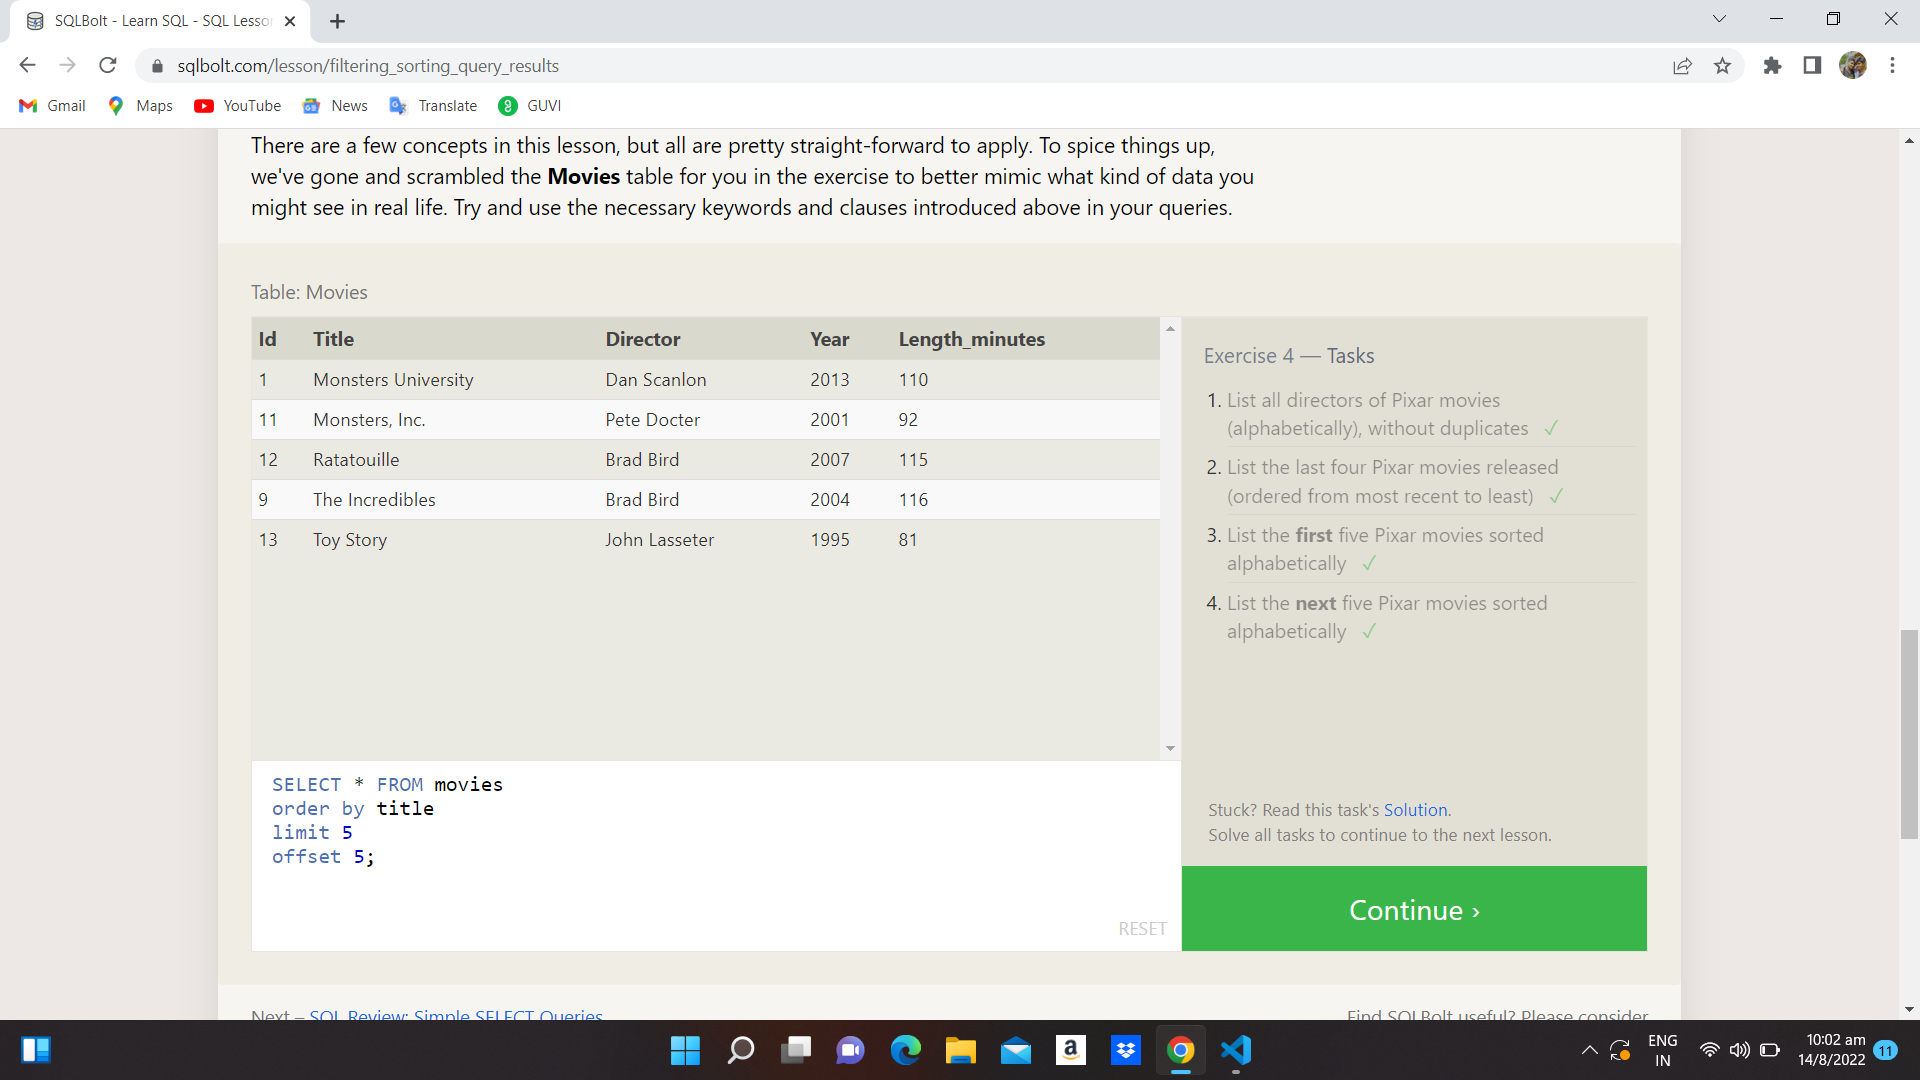 SQLBolt - Learn SQL - SQL Lesso
sqlbolt.com/lesson/filtering_sorting_query_results
Gmail Maps YouTube News Translate GUVI
There are a few concepts in this lesson, but all are pretty straight-forward to apply. To spice things up,
we've gone and scrambled the Movies table for you in the exercise to better mimic what kind of data you
might see in real life. Try and use the necessary keywords and clauses introduced above in your queries.
Table: Movies
Id Title Director Year Length_minutes
1 Monsters University Dan Scanlon 2013 110
11 Monsters, Inc. Pete Docter 2001 92
12 Ratatouille Brad Bird 2007 115
9 The Incredibles Brad Bird 2004 116
13 Toy Story John Lasseter 1995 81
SELECT * FROM movies
order by title
limit 5
offset 5;
RESET
Exercise 4 — Tasks
1. List all directors of Pixar movies
(alphabetically), without duplicates ✓
2. List the last four Pixar movies released
(ordered from most recent to least) ✓
3. List the first five Pixar movies sorted
alphabetically ✓
4. List the next five Pixar movies sorted
alphabetically ✓
Stuck? Read this task's Solution.
Solve all tasks to continue to the next lesson.
Continue ›
Next – SQL Review: Simple SELECT Queries
Find SQLBolt useful? Please consider
ENG
IN
10:02 am
14/8/2022
11